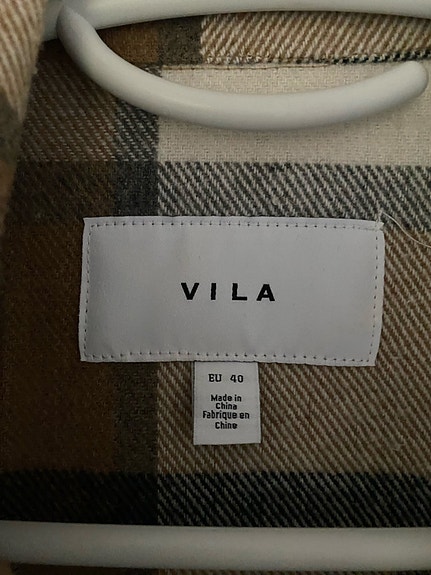 VILA
EU 40
Made in
China
Fabrique en
Chine